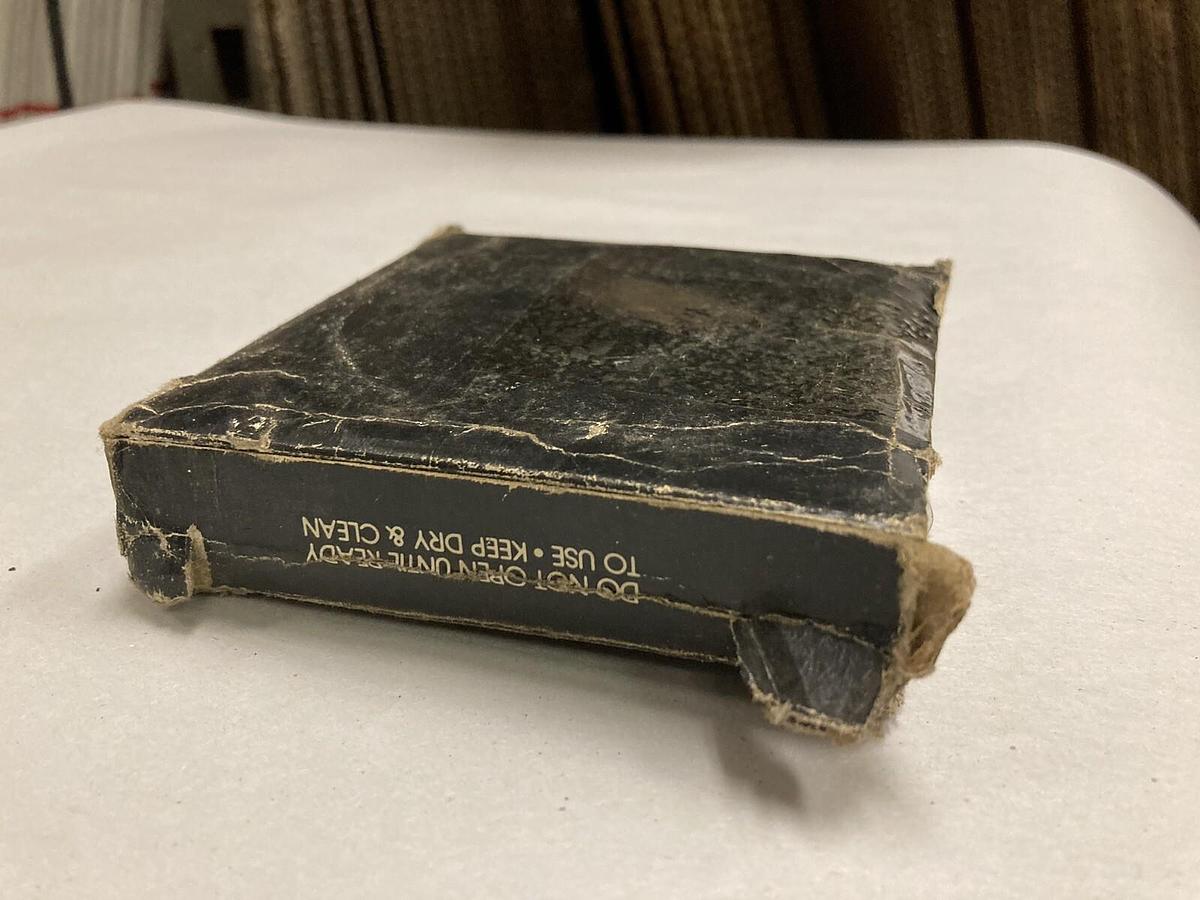 DO NOT OPEN UNTIL READY
TO USE • KEEP DRY & CLEAN